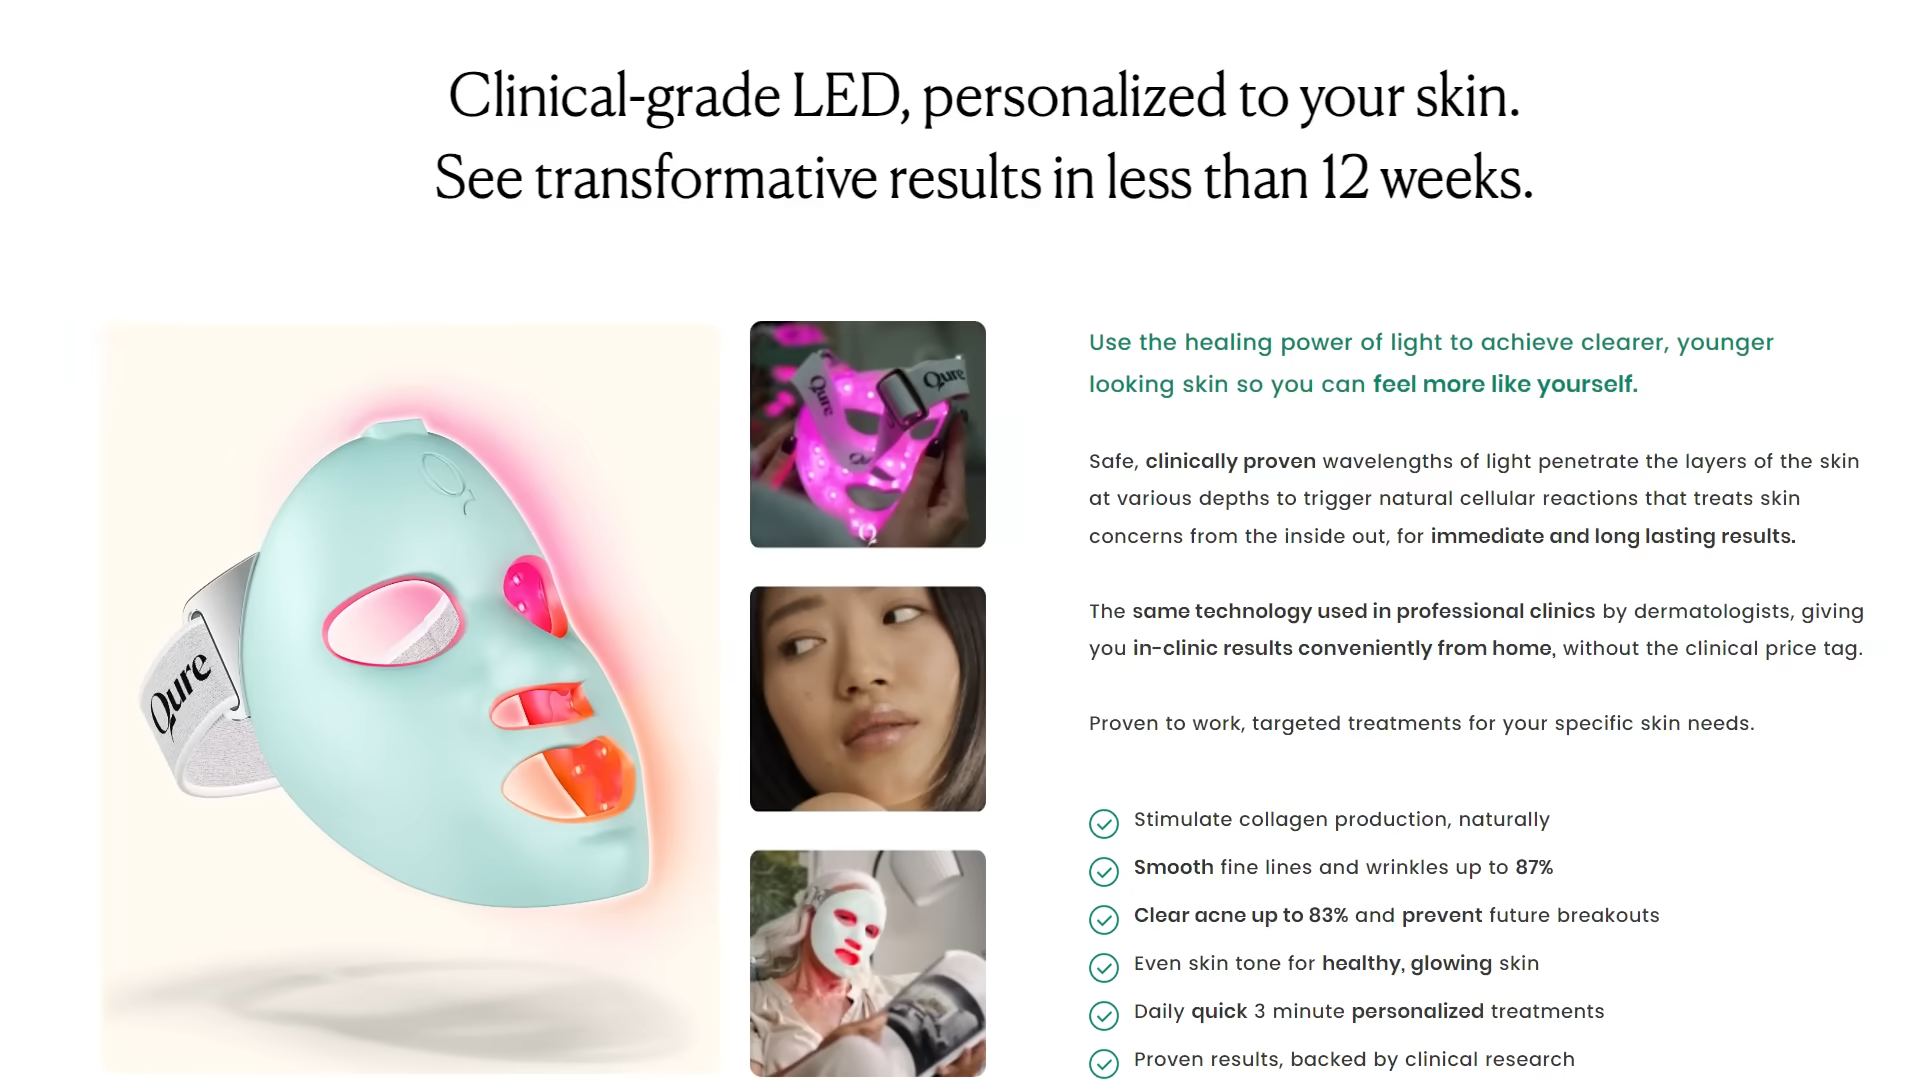 Clinical-grade LED, personalized to your skin.
See transformative results in less than 12 weeks.
Qure
Qure
Qure
Use the healing power of light to achieve clearer, younger
looking skin so you can feel more like yourself.
Safe, clinically proven wavelengths of light penetrate the layers of the skin
at various depths to trigger natural cellular reactions that treats skin
concerns from the inside out, for immediate and long lasting results.
The same technology used in professional clinics by dermatologists, giving
you in-clinic results conveniently from home, without the clinical price tag.
Proven to work, targeted treatments for your specific skin needs.
Stimulate collagen production, naturally
Smooth fine lines and wrinkles up to 87%
Clear acne up to 83% and prevent future breakouts
Even skin tone for healthy, glowing skin
Daily quick 3 minute personalized treatments
Proven results, backed by clinical research